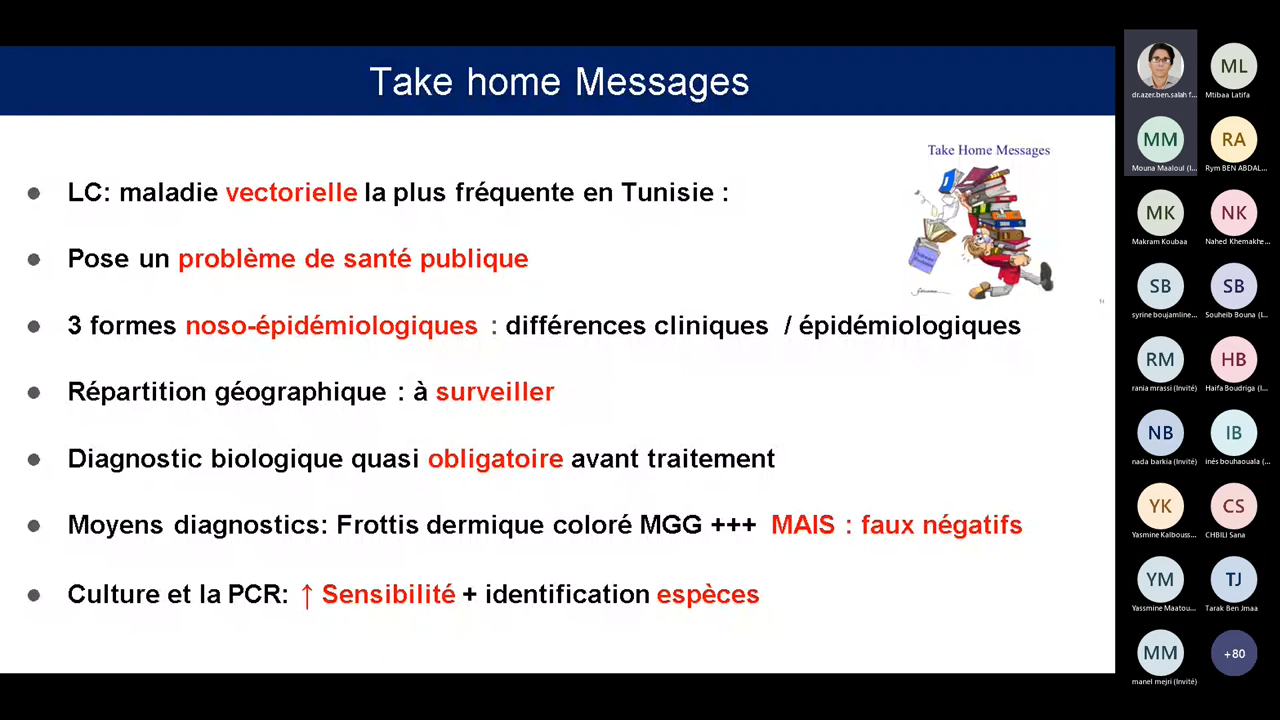 Take home Messages
Take Home Messages
LC: maladie vectorielle la plus fréquente en Tunisie :
Pose un problème de santé publique
3 formes noso-épidémiologiques : différences cliniques / épidémiologiques
Répartition géographique : à surveiller
Diagnostic biologique quasi obligatoire avant traitement
Moyens diagnostics: Frottis dermique coloré MGG +++ MAIS : faux négatifs
Culture et la PCR: ↑ Sensibilité + identification espèces
dr.azer.ben.salah f...
ML
Mtibaa Latifa
MM
Mouna Maaloul (I...
RA
Rym BEN ABDAL...
MK
Makram Koubaa
NK
Nahed Khemakhe...
SB
syrine boujamline...
SB
Souheib Bouna (I...
RM
rania mrassi (Invité)
HB
Haifa Boudriga (I...
NB
nada barkia (Invité)
IB
inès bouhaouala (...
YK
Yasmine Kalbouss...
CS
CHBILI Sana
YM
Yassmine Maatou...
TJ
Tarak Ben Jmaa
MM
manel mejri (Invité)
+80